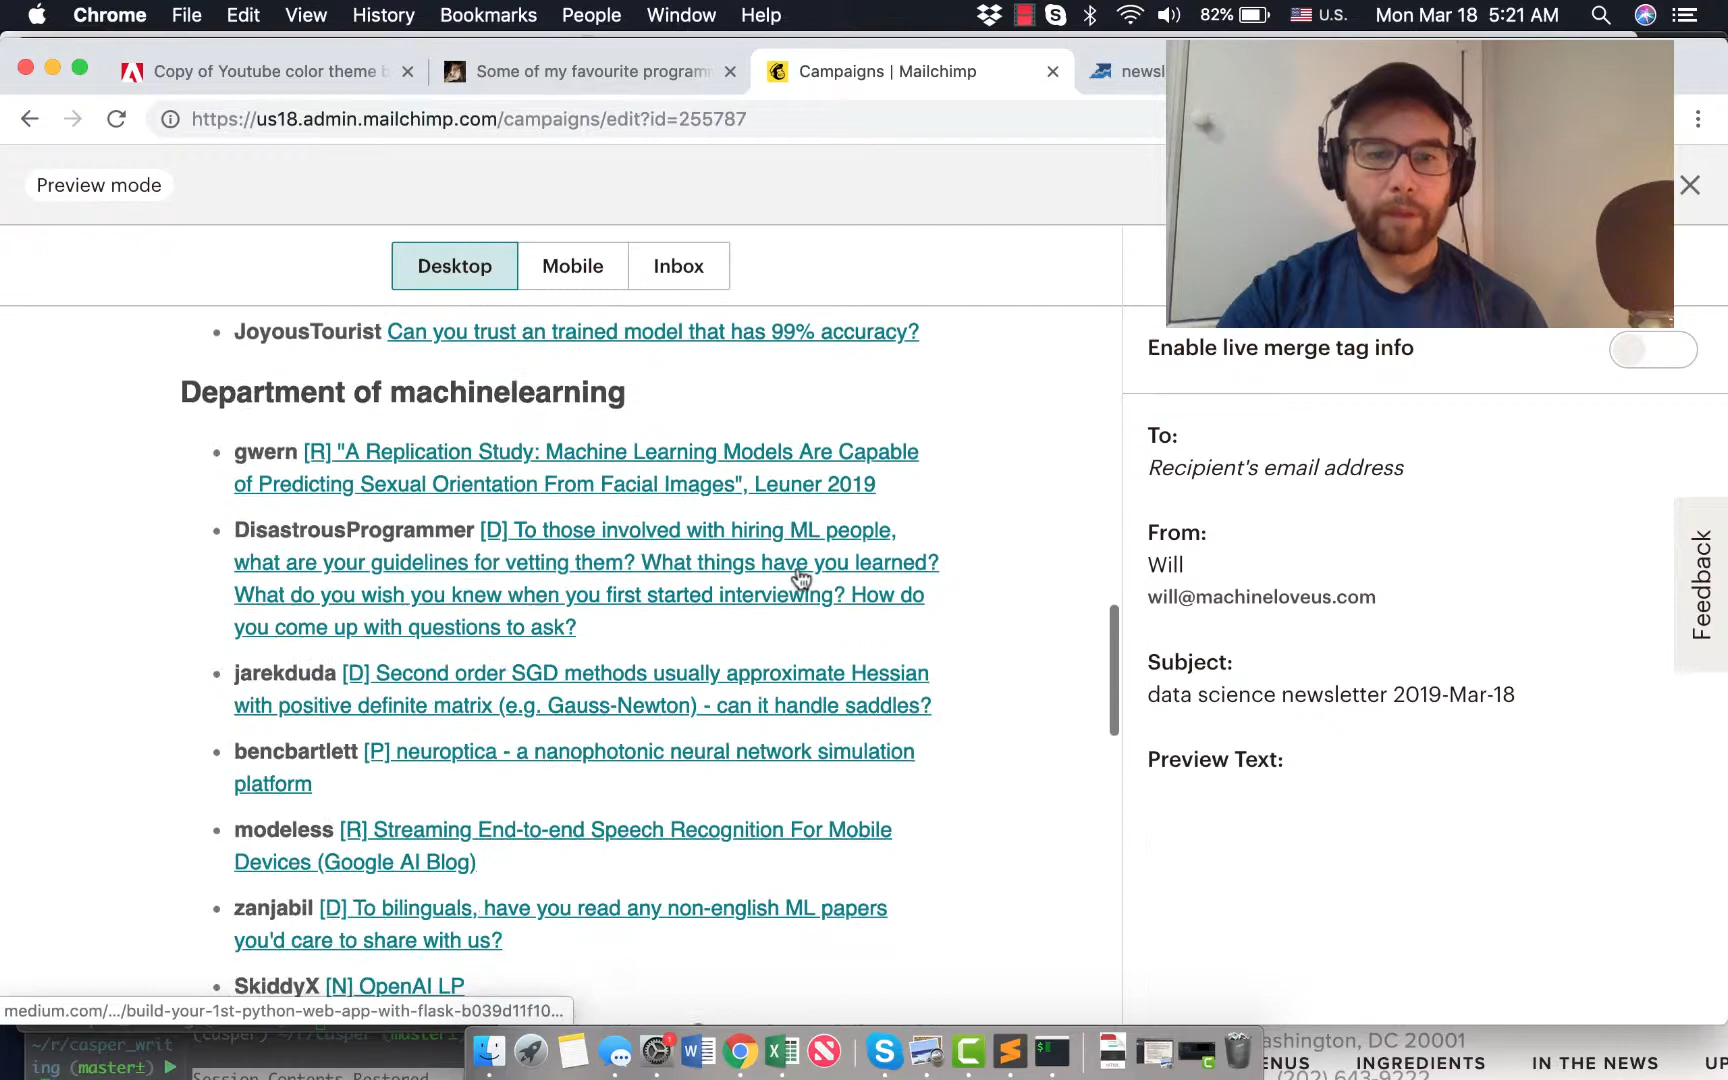 Chrome File Edit View History Bookmarks People Window Help 82% U.S. Mon Mar 18 5:21 AM
Copy of Youtube color theme b Some of my favourite programm Campaigns | Mailchimp newsl
https://us18.admin.mailchimp.com/campaigns/edit?id=255787
Preview mode
Desktop Mobile Inbox
JoyousTourist Can you trust an trained model that has 99% accuracy?
Department of machinelearning
gwern [R] "A Replication Study: Machine Learning Models Are Capable
of Predicting Sexual Orientation From Facial Images", Leuner 2019
DisastrousProgrammer [D] To those involved with hiring ML people,
what are your guidelines for vetting them? What things have you learned?
What do you wish you knew when you first started interviewing? How do
you come up with questions to ask?
jarekduda [D] Second order SGD methods usually approximate Hessian
with positive definite matrix (e.g. Gauss-Newton) - can it handle saddles?
bencbartlett [P] neuroptica - a nanophotonic neural network simulation
platform
modeless [R] Streaming End-to-end Speech Recognition For Mobile
Devices (Google AI Blog)
zanjabil [D] To bilinguals, have you read any non-english ML papers
you'd care to share with us?
SkiddyX [N] OpenAI LP
Enable live merge tag info
To:
Recipient's email address
From:
Will
will@machineloveus.com
Subject:
data science newsletter 2019-Mar-18
Preview Text:
Feedback
medium.com/.../build-your-1st-python-web-app-with-flask-b039d11f10...
~/r/casper_writ
ing (master±)
Session Contents Restored
ashington, DC 20001
ENUS INGREDIENTS IN THE NEWS UP
(202) 643-9222